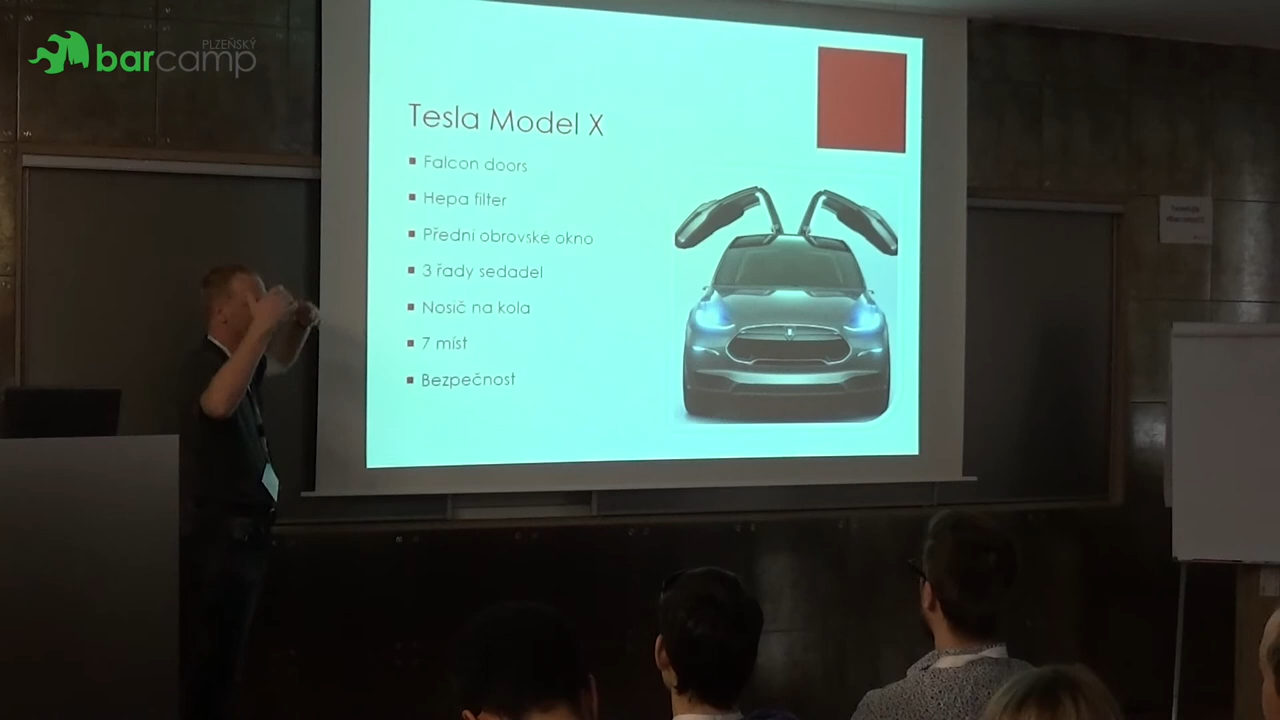 PLZEŇSKÝ
barcamp
Tesla Model X
Falcon doors
Hepa filter
Přední obrovské okno
3 řady sedadel
Nosič na kola
7 míst
Bezpečnost